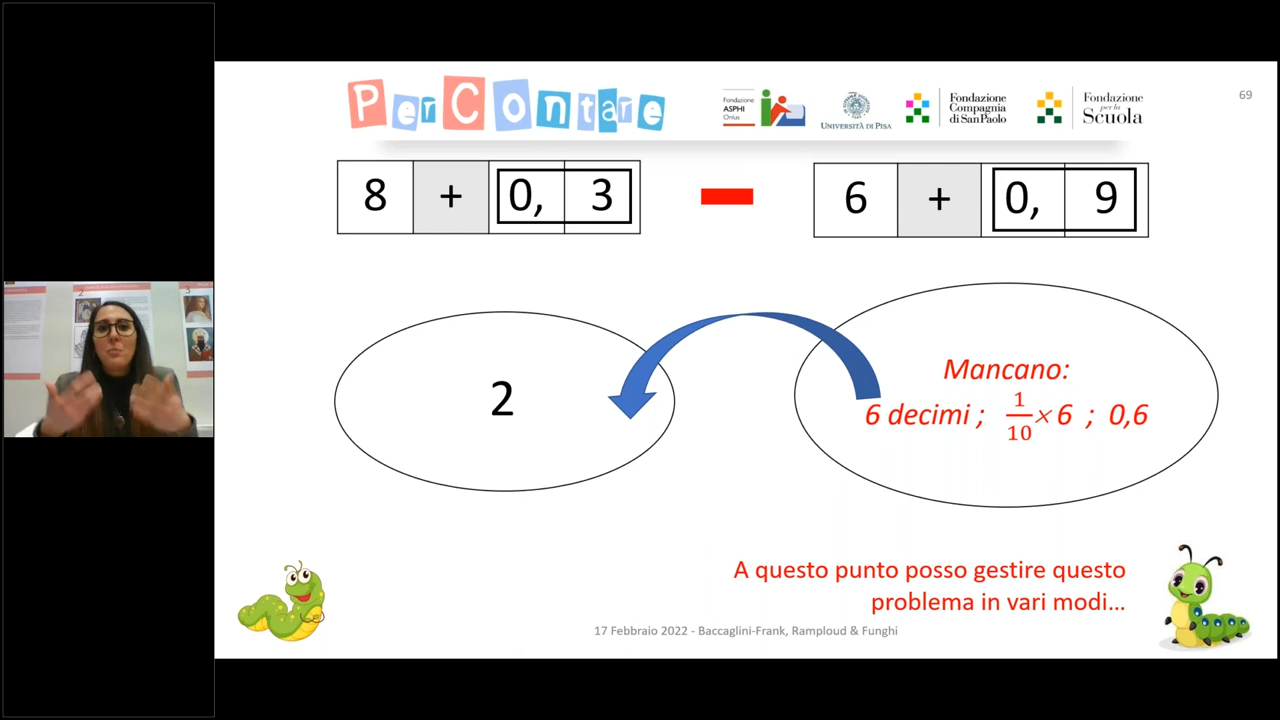 PerContare
Fondazione
ASPHI
Onlus
UNIVERSITÀ DI PISA
Fondazione
Compagnia
di San Paolo
Fondazione
per la
Scuola
69
8 + 0, 3 − 6 + 0, 9
2
Mancano:
6 decimi ; 1/10 × 6 ; 0,6
A questo punto posso gestire questo
problema in vari modi...
17 Febbraio 2022 - Baccaglini-Frank, Ramploud & Funghi
2
3